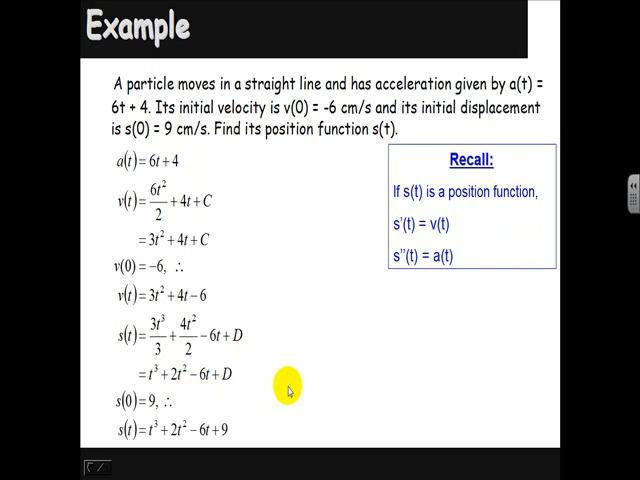 Example
A particle moves in a straight line and has acceleration given by a(t) =
6t + 4. Its initial velocity is v(0) = -6 cm/s and its initial displacement
is s(0) = 9 cm/s. Find its position function s(t).
a(t) = 6t + 4
v(t) = 6t²/2 + 4t + C
= 3t² + 4t + C
v(0) = −6, ∴
v(t) = 3t² + 4t − 6
s(t) = 3t³/3 + 4t²/2 − 6t + D
= t³ + 2t² − 6t + D
s(0) = 9, ∴
s(t) = t³ + 2t² − 6t + 9
Recall:
If s(t) is a position function,
s'(t) = v(t)
s''(t) = a(t)